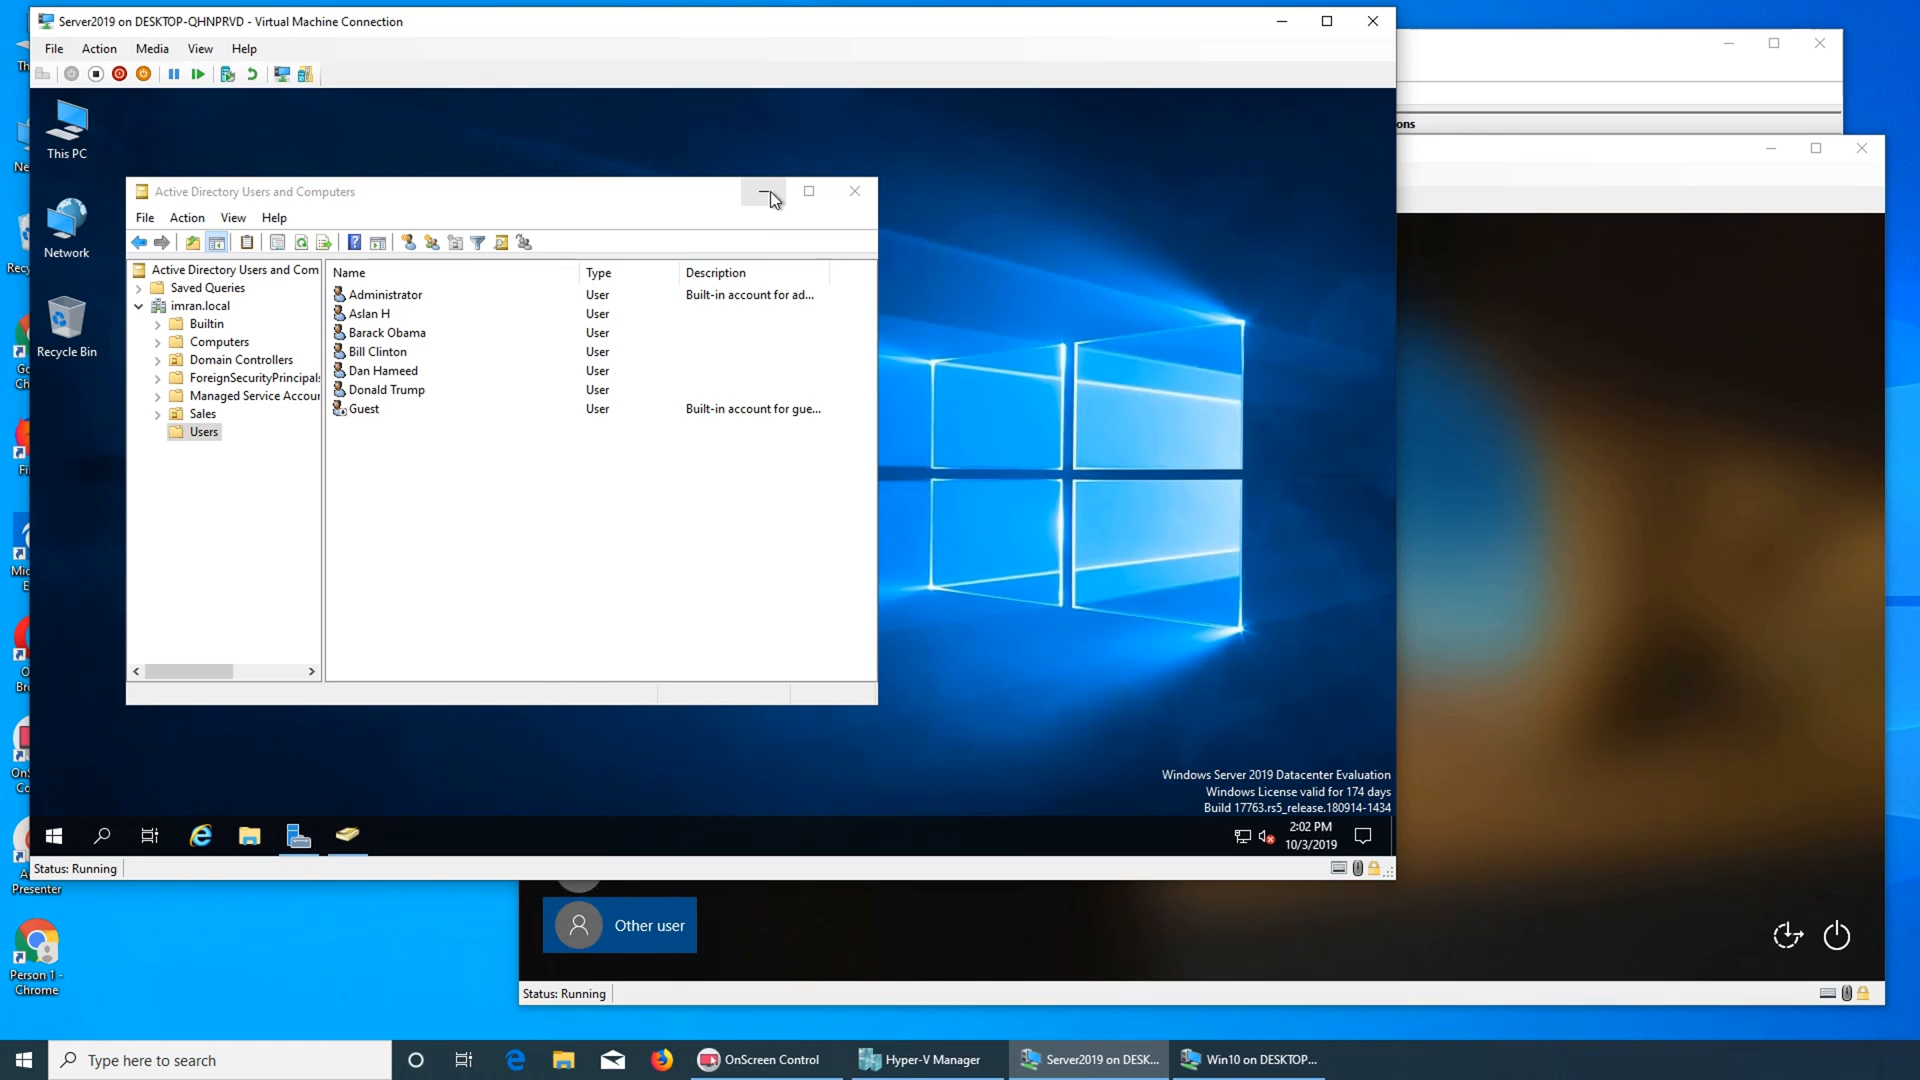 Server2019 on DESKTOP-QHNPRVD - Virtual Machine Connection
File Action Media View Help
This PC
Network
Recycle Bin
Active Directory Users and Computers
File Action View Help
Active Directory Users and Com
Saved Queries
imran.local
Builtin
Computers
Domain Controllers
ForeignSecurityPrincipals
Managed Service Accour
Sales
Users
Name Type Description
Administrator User Built-in account for ad...
Aslan H User
Barack Obama User
Bill Clinton User
Dan Hameed User
Donald Trump User
Guest User Built-in account for gue...
Windows Server 2019 Datacenter Evaluation
Windows License valid for 174 days
Build 17763.rs5_release.180914-1434
2:02 PM
10/3/2019
Status: Running
ons
Other user
Status: Running
Presenter
Person 1 -
Chrome
Type here to search
OnScreen Control
Hyper-V Manager
Server2019 on DESK...
Win10 on DESKTOP...